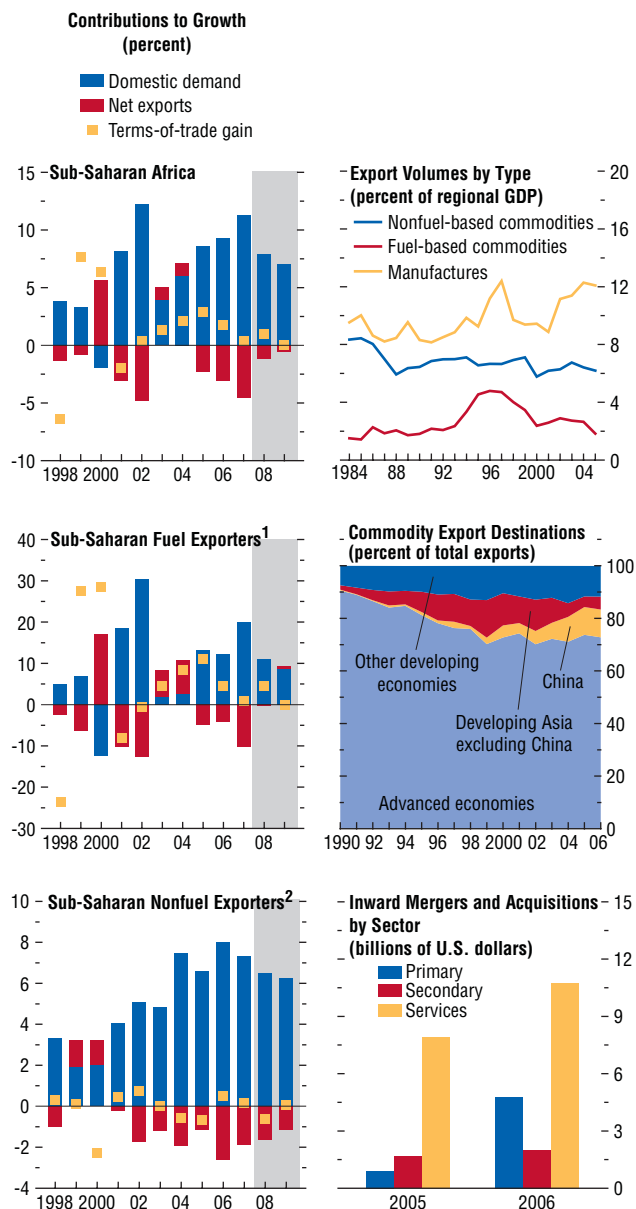 Contributions to Growth
(percent)
Domestic demand
Net exports
Terms-of-trade gain
Sub-Saharan Africa
15
10
5
0
-5
-10
1998 2000 02 04 06 08
Export Volumes by Type
(percent of regional GDP)
Nonfuel-based commodities
Fuel-based commodities
Manufactures
20
16
12
8
4
0
1984 88 92 96 2000 04
Sub-Saharan Fuel Exporters1
40
30
20
10
0
-10
-20
-30
1998 2000 02 04 06 08
Commodity Export Destinations
(percent of total exports)
100
80
60
40
20
0
Other developing
economies
China
Developing Asia
excluding China
Advanced economies
1990 92 94 96 98 2000 02 04 06
Sub-Saharan Nonfuel Exporters2
10
8
6
4
2
0
-2
-4
1998 2000 02 04 06 08
Inward Mergers and Acquisitions
by Sector
(billions of U.S. dollars)
Primary
Secondary
Services
15
12
9
6
3
0
2005 2006